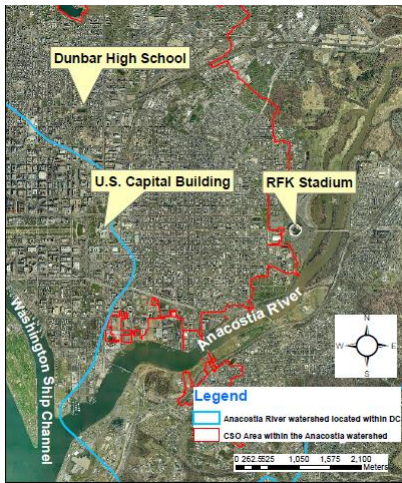 Dunbar High School
U.S. Capital Building
RFK Stadium
Anacostia River
Washington Ship Channel
N
W
E
S
Legend
Anacostia River watershed located within DC
CSO Area within the Anacostia watershed
0 262.5525 1,050 1,575 2,100
Meters